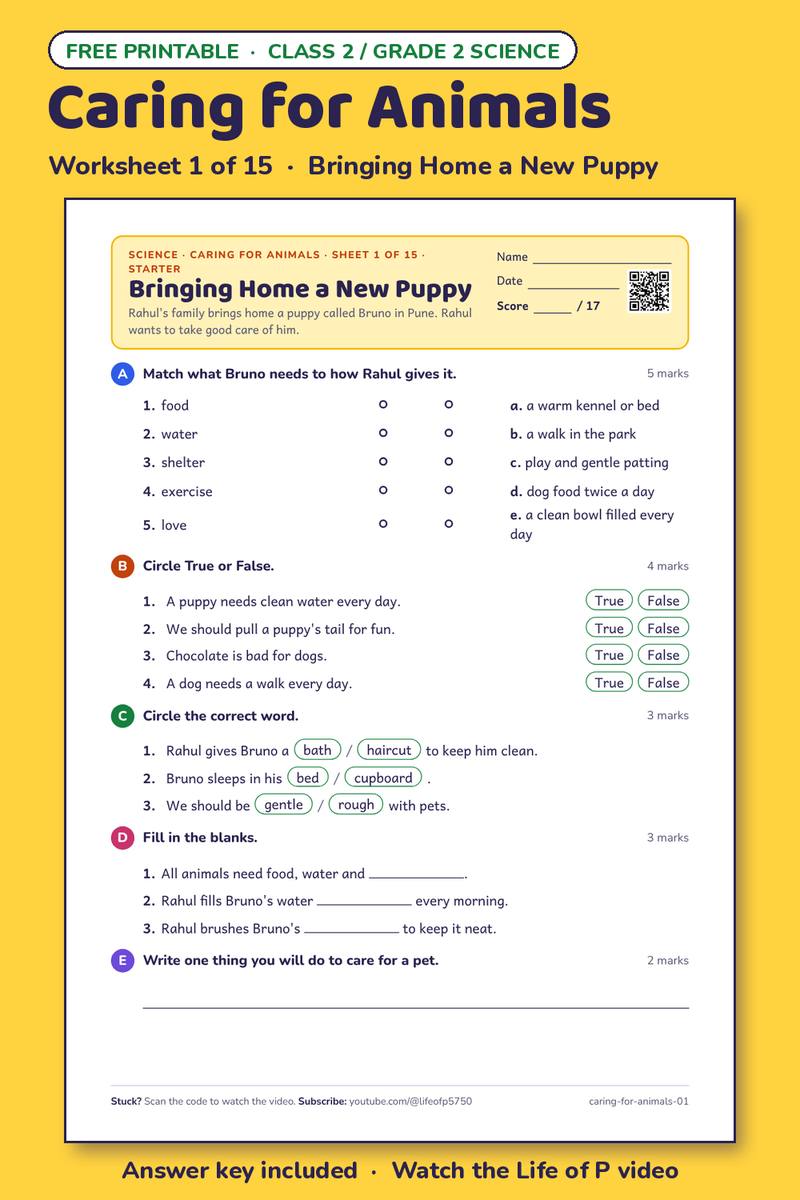 FREE PRINTABLE · CLASS 2 / GRADE 2 SCIENCE
Caring for Animals
Worksheet 1 of 15 · Bringing Home a New Puppy
SCIENCE · CARING FOR ANIMALS · SHEET 1 OF 15 ·
STARTER
Bringing Home a New Puppy
Rahul's family brings home a puppy called Bruno in Pune. Rahul
wants to take good care of him.
Name
Date
Score / 17
A Match what Bruno needs to how Rahul gives it. 5 marks
1. food a. a warm kennel or bed
2. water b. a walk in the park
3. shelter c. play and gentle patting
4. exercise d. dog food twice a day
5. love e. a clean bowl filled every
day
B Circle True or False. 4 marks
1. A puppy needs clean water every day. True False
2. We should pull a puppy's tail for fun. True False
3. Chocolate is bad for dogs. True False
4. A dog needs a walk every day. True False
C Circle the correct word. 3 marks
1. Rahul gives Bruno a bath / haircut to keep him clean.
2. Bruno sleeps in his bed / cupboard .
3. We should be gentle / rough with pets.
D Fill in the blanks. 3 marks
1. All animals need food, water and ____________.
2. Rahul fills Bruno's water ____________ every morning.
3. Rahul brushes Bruno's ____________ to keep it neat.
E Write one thing you will do to care for a pet. 2 marks
Stuck? Scan the code to watch the video. Subscribe: youtube.com/@lifeofp5750 caring-for-animals-01
Answer key included · Watch the Life of P video